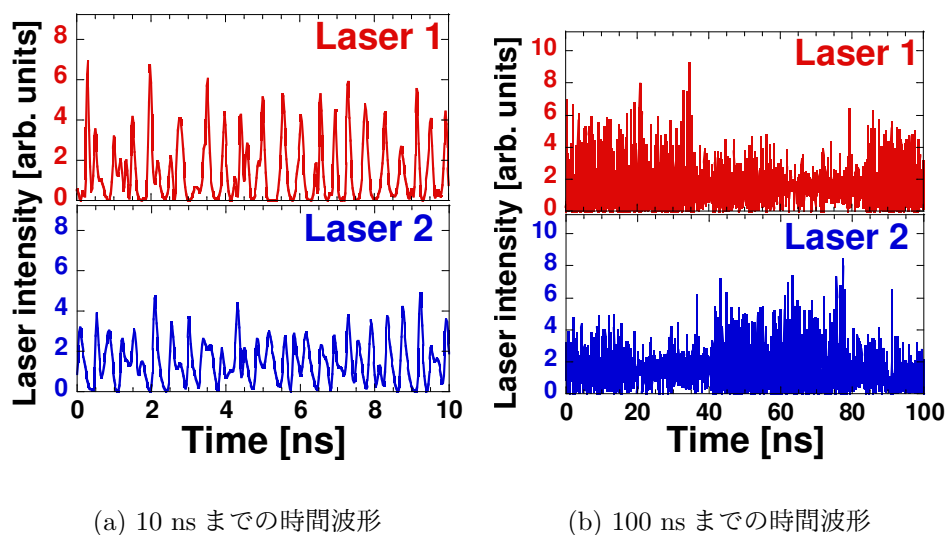 Laser intensity [arb. units]
Laser 1
8
6
4
2
0
Laser 2
8
6
4
2
0
0 2 4 6 8 10
Time [ns]
(a) 10 ns までの時間波形
Laser intensity [arb. units]
Laser 1
10
8
6
4
2
0
Laser 2
10
8
6
4
2
0
0 20 40 60 80 100
Time [ns]
(b) 100 ns までの時間波形